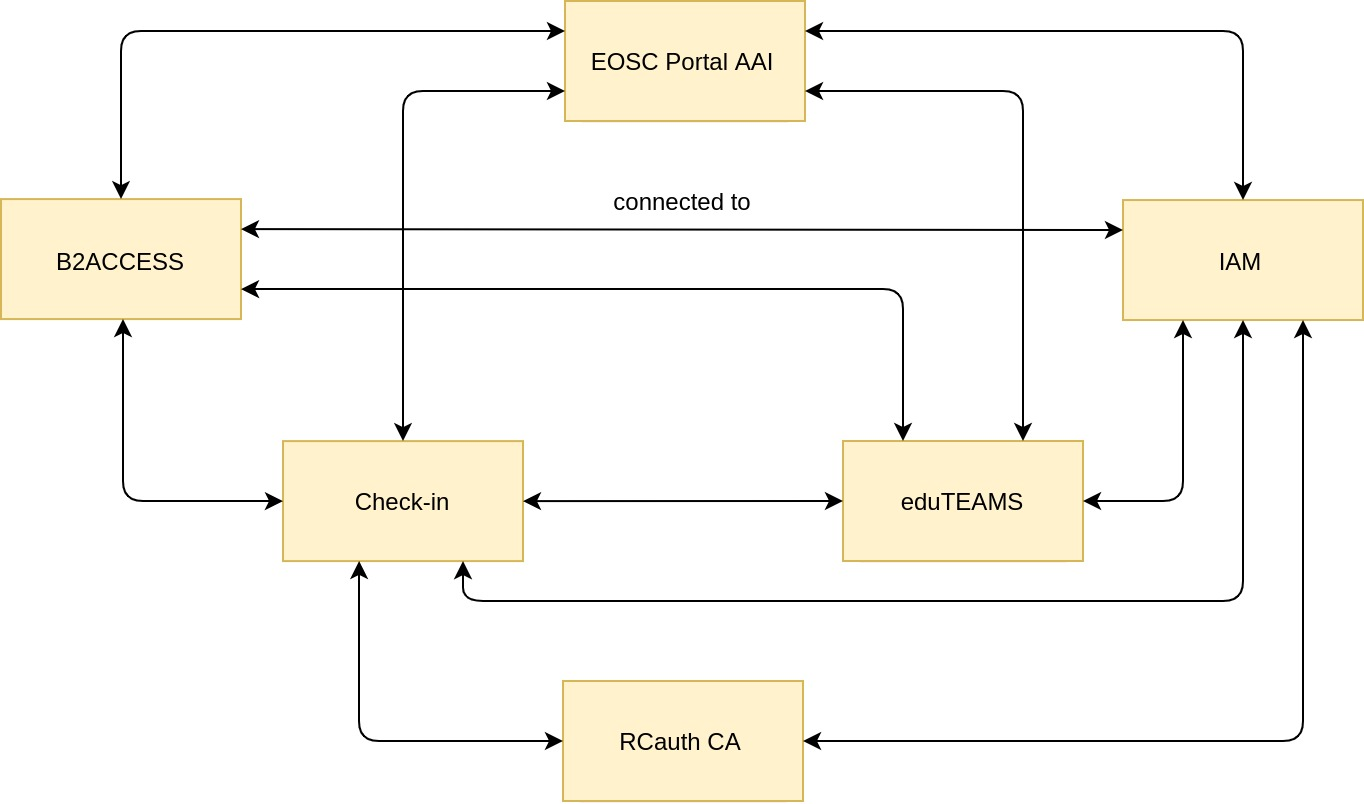 EOSC Portal AAI
connected to
B2ACCESS
IAM
Check-in
eduTEAMS
RCauth CA